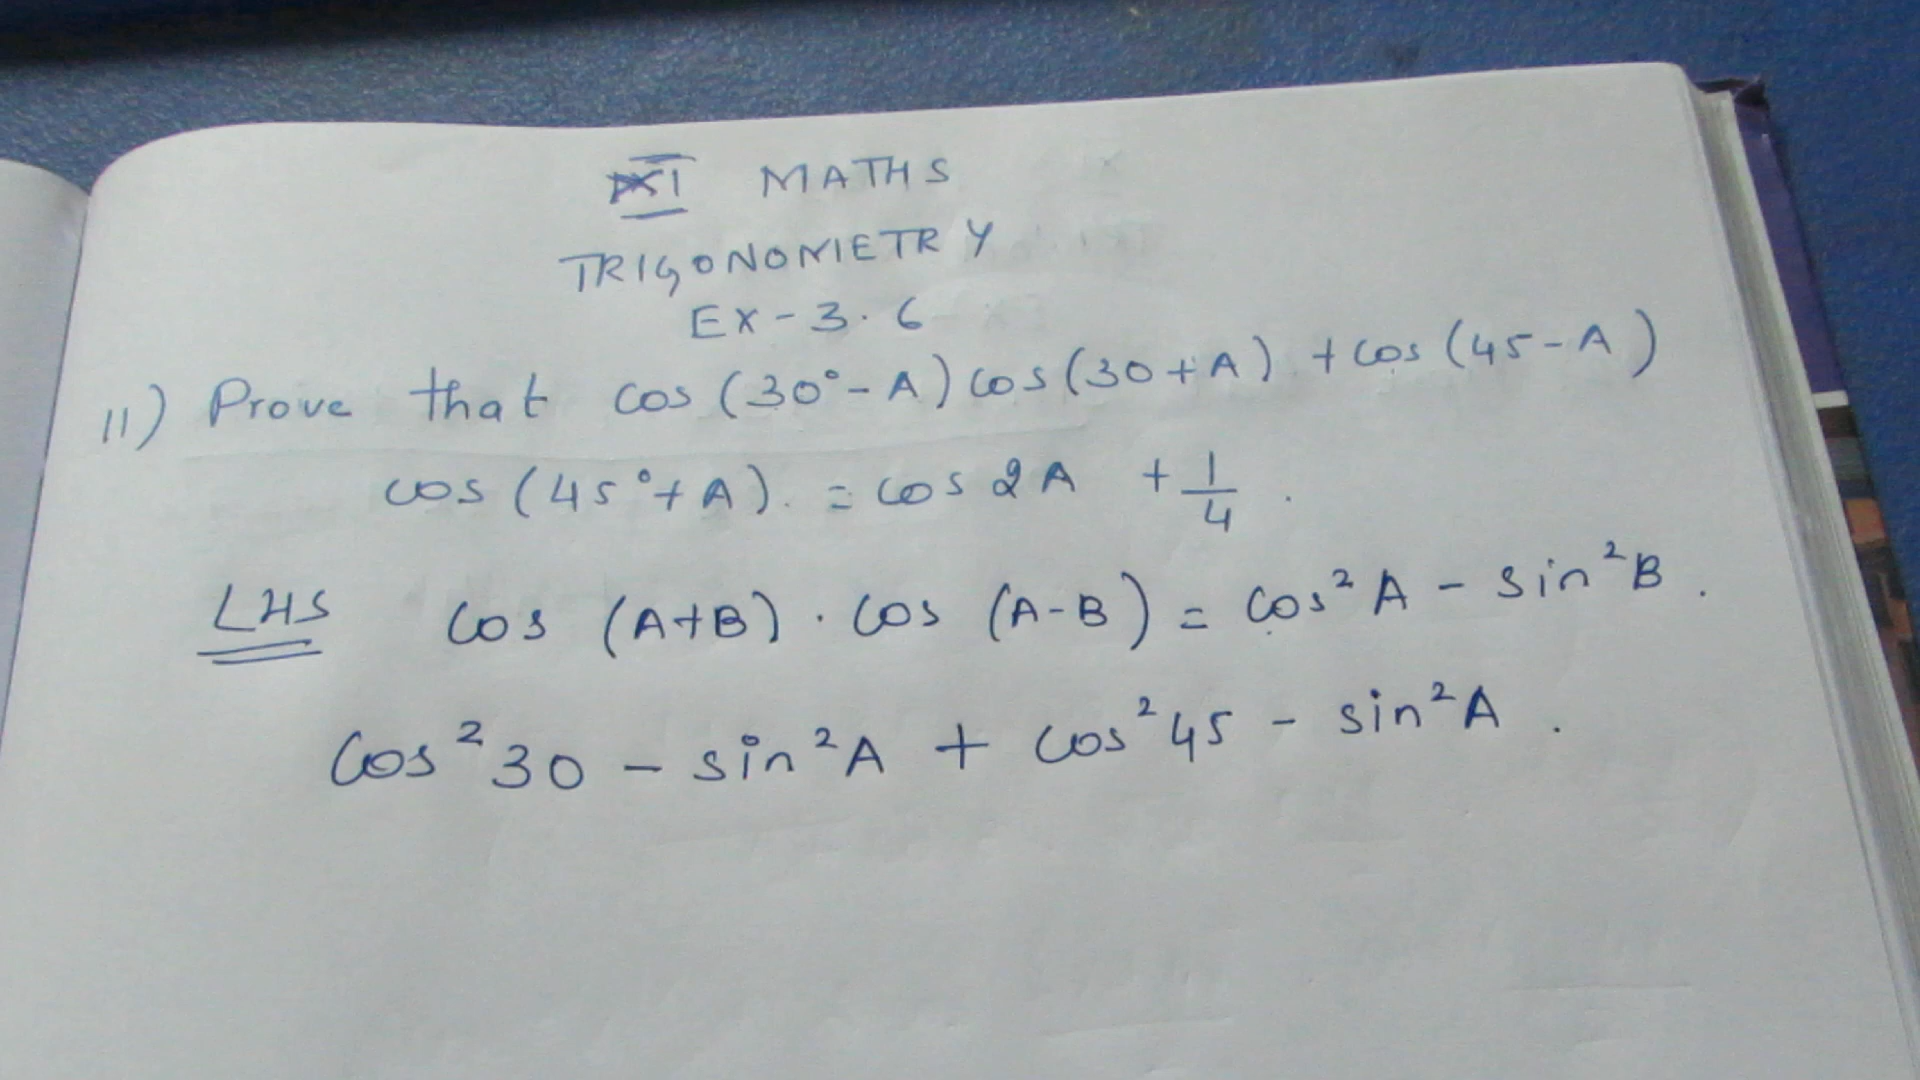 XI MATHS
TRIGONOMETRY
EX-3.6
11) Prove that cos (30°-A) cos (30+A) + cos (45-A)
cos (45°+A). = cos 2A + 1/4.
LHS cos (A+B) . cos (A-B) = cos² A - sin²B.
cos²30 - sin²A + cos²45 - sin²A.